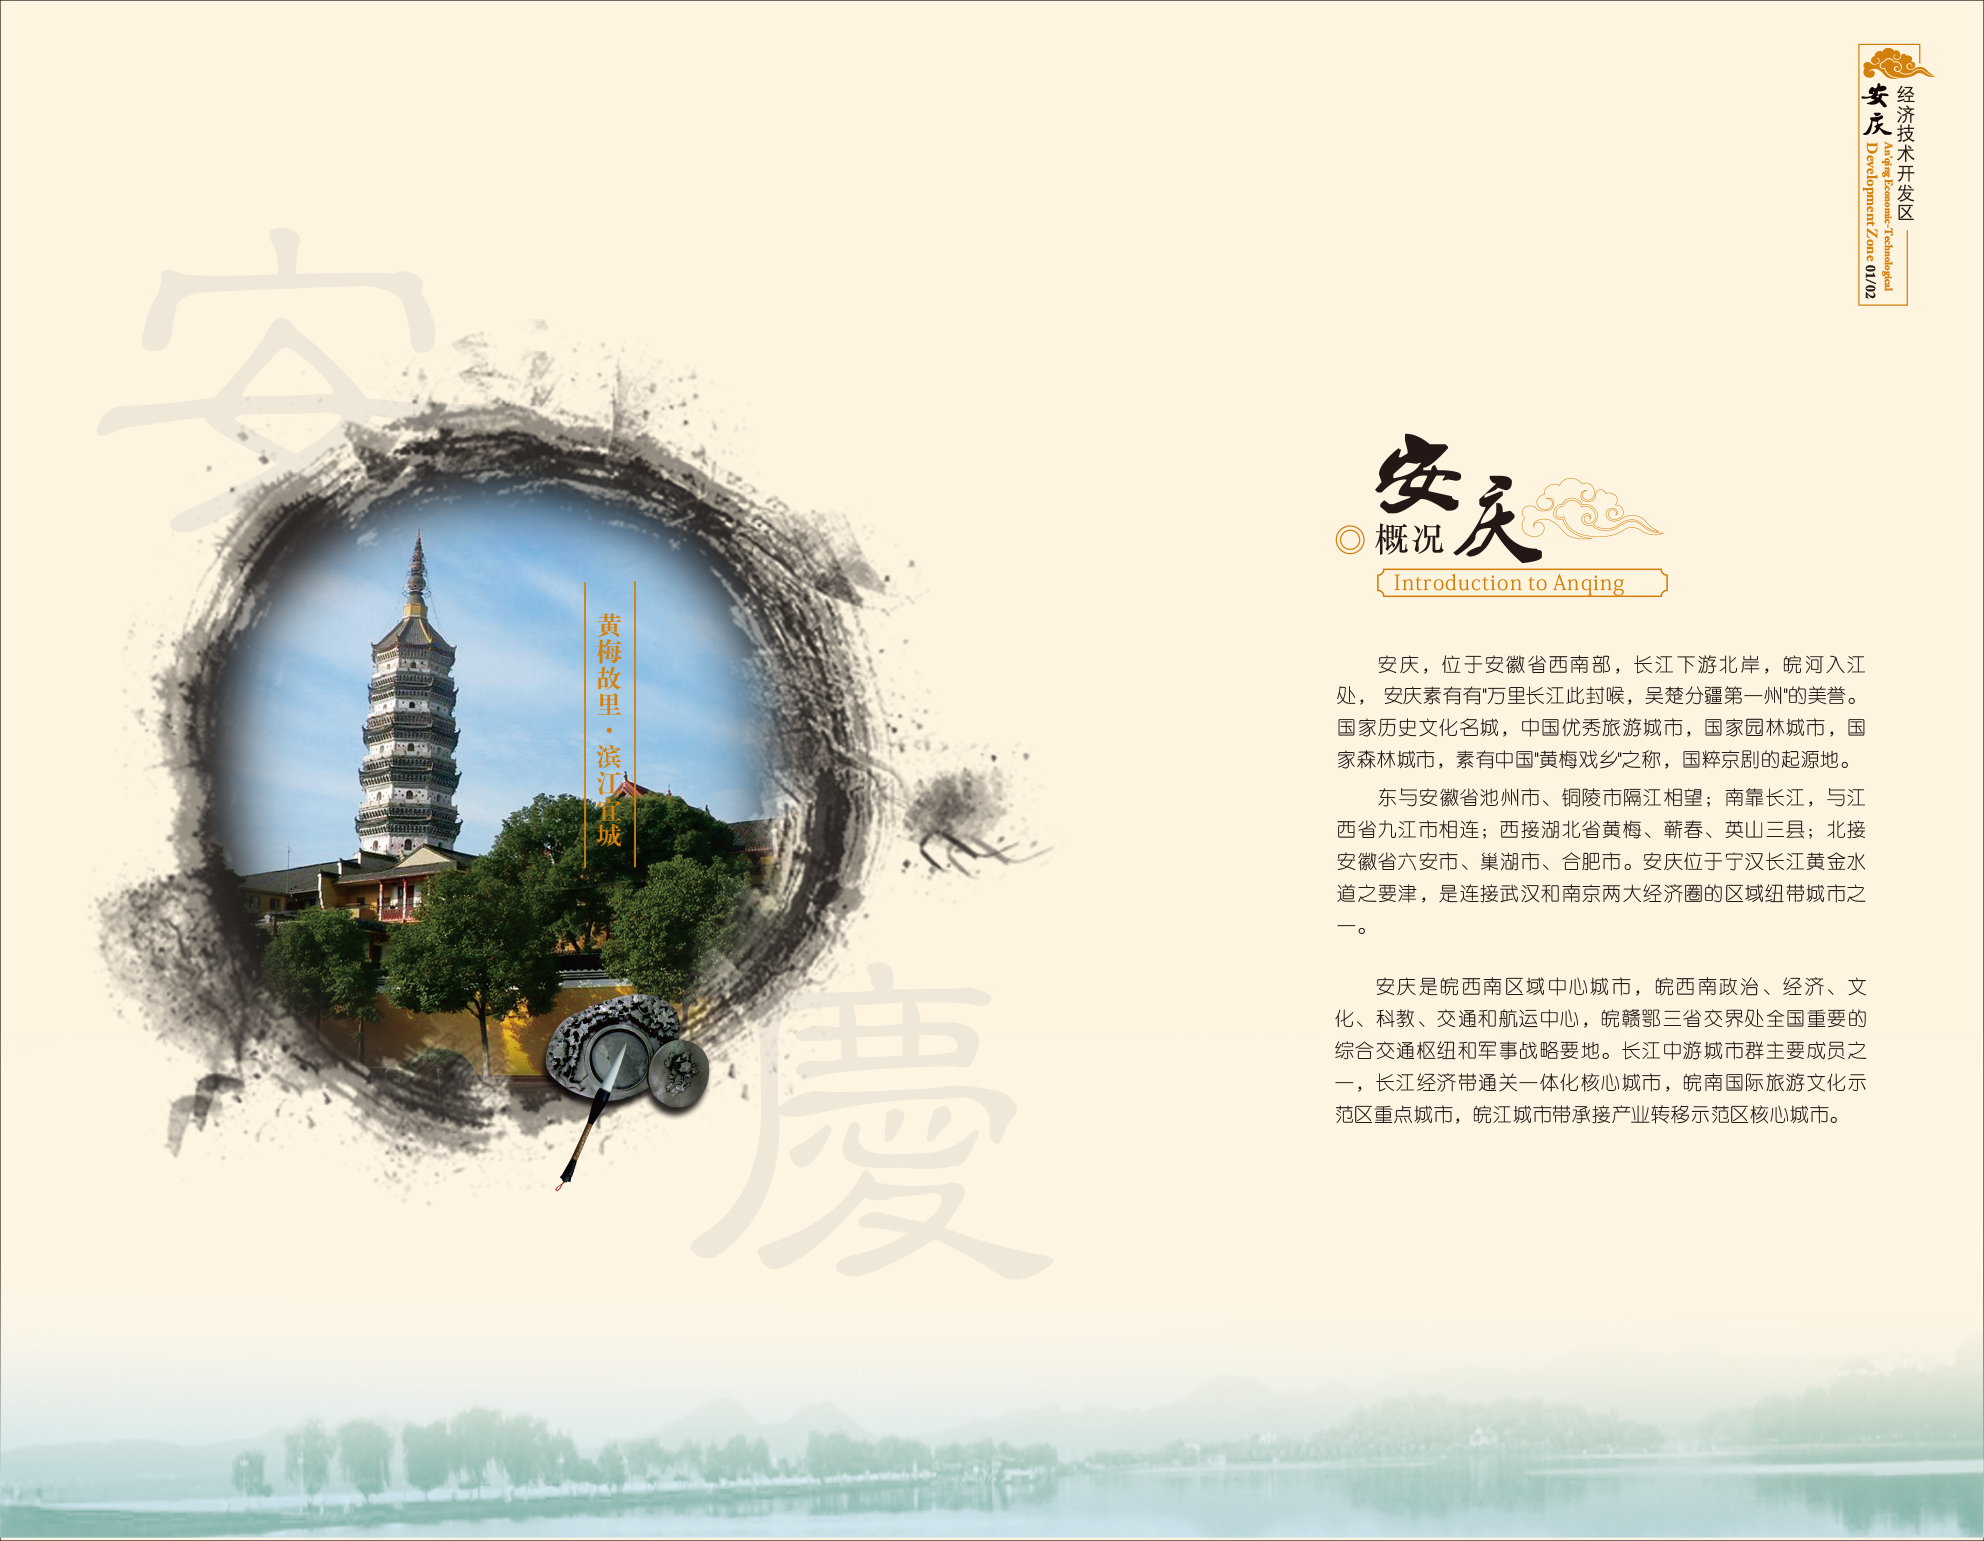 安
慶
黄梅故里·滨江宜城
经济技术开发区
安庆
An'qing Economic-Technological
Development Zone 01/02
安庆
概况
Introduction to Anqing
安庆，位于安徽省西南部，长江下游北岸，皖河入江
处， 安庆素有有"万里长江此封喉，吴楚分疆第一州"的美誉。
国家历史文化名城，中国优秀旅游城市，国家园林城市，国
家森林城市，素有中国"黄梅戏乡"之称，国粹京剧的起源地。
东与安徽省池州市、铜陵市隔江相望；南靠长江，与江
西省九江市相连；西接湖北省黄梅、蕲春、英山三县；北接
安徽省六安市、巢湖市、合肥市。安庆位于宁汉长江黄金水
道之要津，是连接武汉和南京两大经济圈的区域纽带城市之
一。
安庆是皖西南区域中心城市，皖西南政治、经济、文
化、科教、交通和航运中心，皖赣鄂三省交界处全国重要的
综合交通枢纽和军事战略要地。长江中游城市群主要成员之
一，长江经济带通关一体化核心城市，皖南国际旅游文化示
范区重点城市，皖江城市带承接产业转移示范区核心城市。